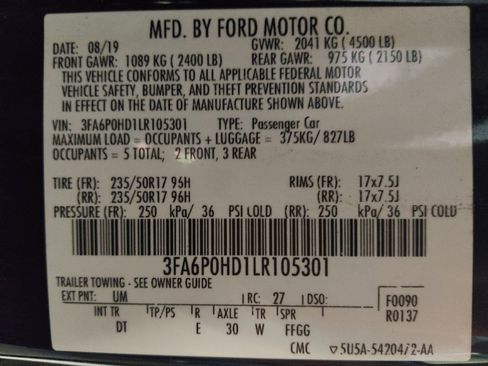 MFD. BY FORD MOTOR CO.
DATE: 08/19 GVWR: 2041 KG ( 4500 LB)
FRONT GAWR: 1089 KG ( 2400 LB) REAR GAWR: 975 KG ( 2150 LB)
THIS VEHICLE CONFORMS TO ALL APPLICABLE FEDERAL MOTOR
VEHICLE SAFETY, BUMPER, AND THEFT PREVENTION STANDARDS
IN EFFECT ON THE DATE OF MANUFACTURE SHOWN ABOVE.
VIN: 3FA6P0HD1LR105301 TYPE: Passenger Car
MAXIMUM LOAD = OCCUPANTS + LUGGAGE = 375KG/ 827LB
OCCUPANTS = 5 TOTAL; 2 FRONT, 3 REAR
TIRE (FR): 235/50R17 96H RIMS (FR): 17x7.5J
(RR): 235/50R17 96H (RR): 17x7.5J
PRESSURE (FR): 250 kPa/ 36 PSI COLD (RR): 250 kPa/ 36 PSI COLD
3FA6P0HD1LR105301
TRAILER TOWING - SEE OWNER GUIDE
EXT PNT: UM RC: 27 DSO: F0090
INT TR TP/PS R AXLE TR SPR R0137
DT E 30 W FFGG
CMC ▽5U5A-5420472-AA